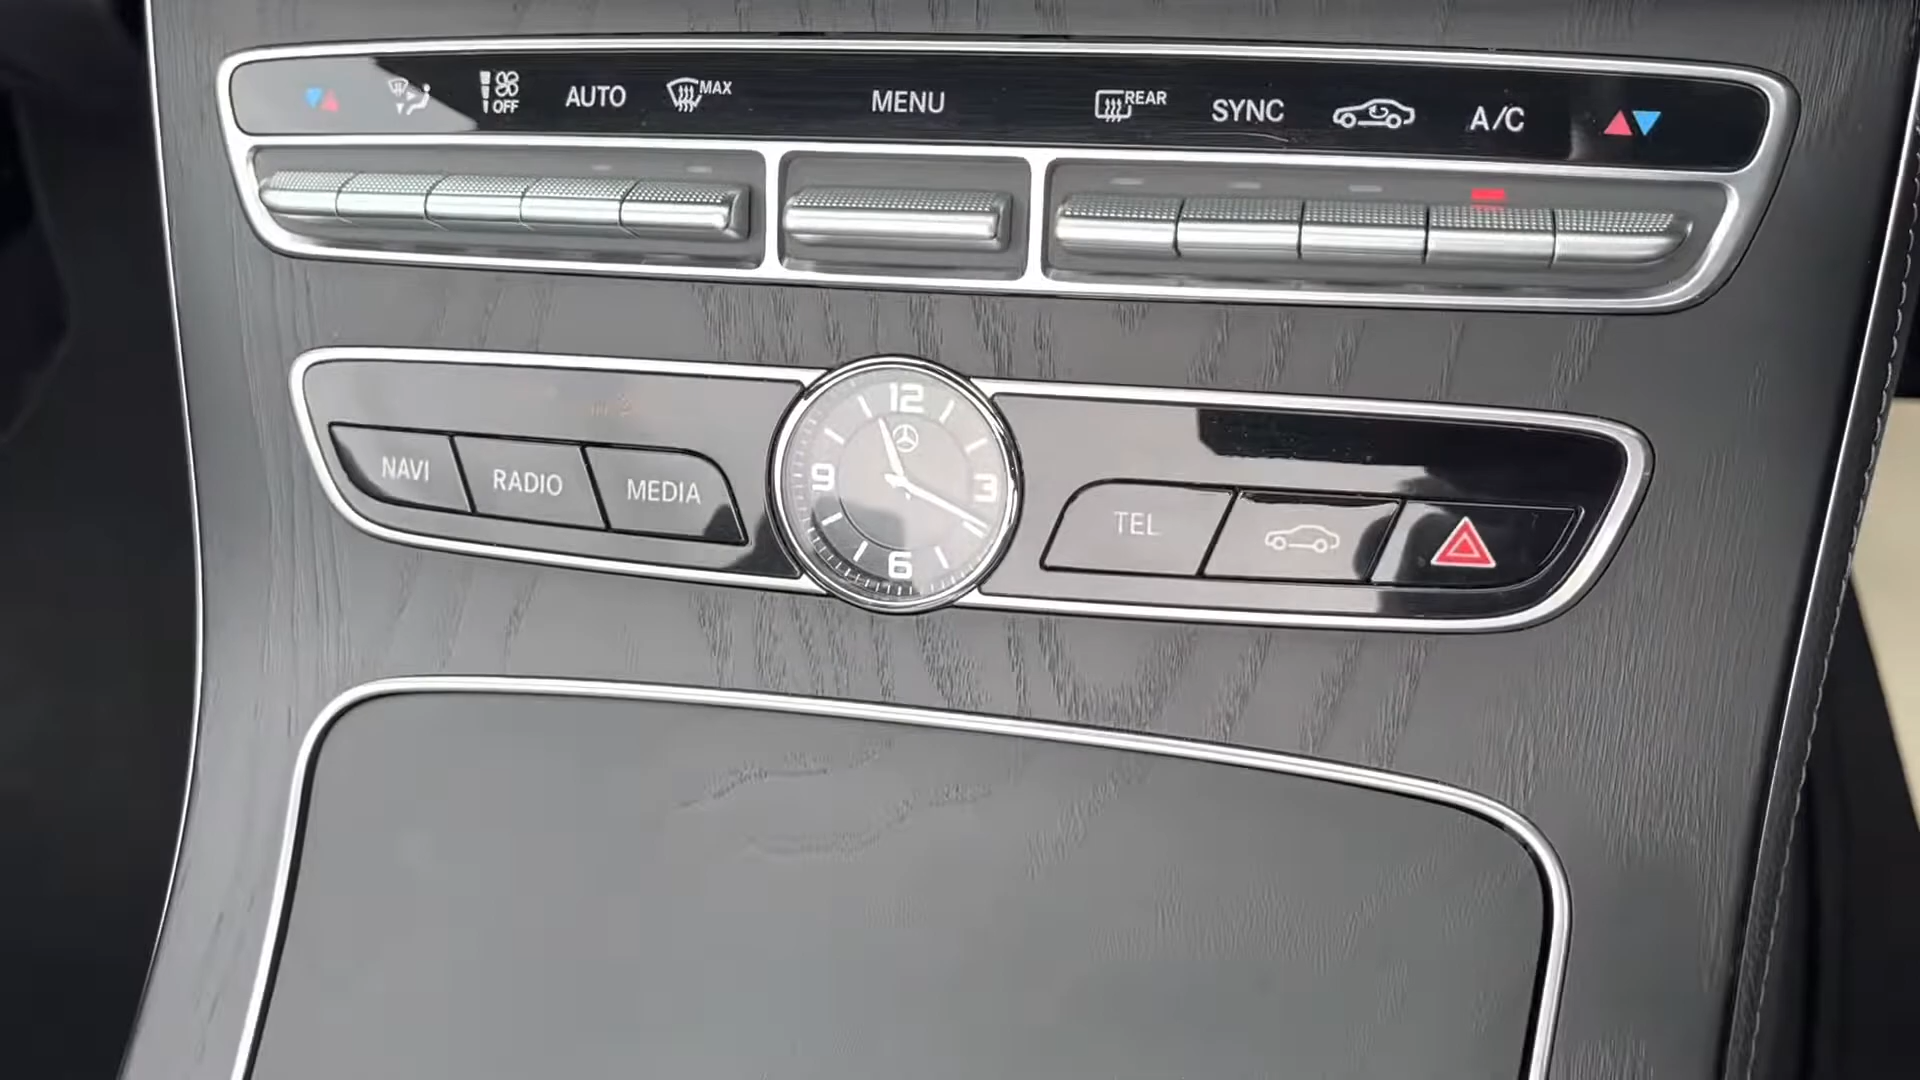 OFF AUTO MAX MENU REAR SYNC A/C
NAVI RADIO MEDIA
12
9 3
6
TEL